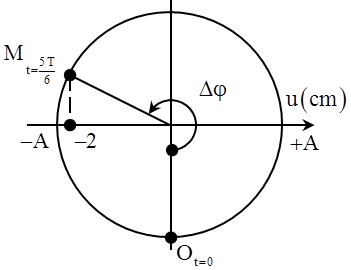 M t=5T/6
Δφ
u(cm)
−A
−2
+A
O t=0